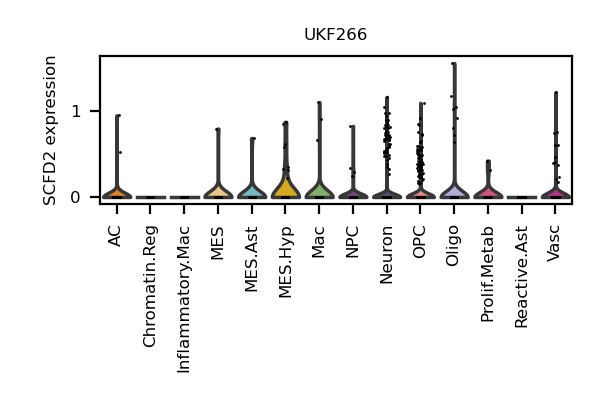 UKF266
SCFD2 expression
1
0
AC
Chromatin.Reg
Inflammatory.Mac
MES
MES.Ast
MES.Hyp
Mac
NPC
Neuron
OPC
Oligo
Prolif.Metab
Reactive.Ast
Vasc